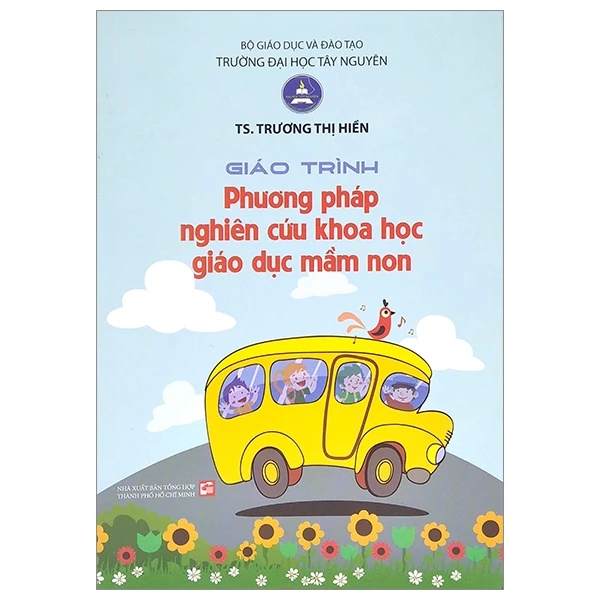 BỘ GIÁO DỤC VÀ ĐÀO TẠO
TRƯỜNG ĐẠI HỌC TÂY NGUYÊN
TS. TRƯƠNG THỊ HIỀN
GIÁO TRÌNH
Phương pháp
nghiên cứu khoa học
giáo dục mầm non
NHÀ XUẤT BẢN TỔNG HỢP
THÀNH PHỐ HỒ CHÍ MINH